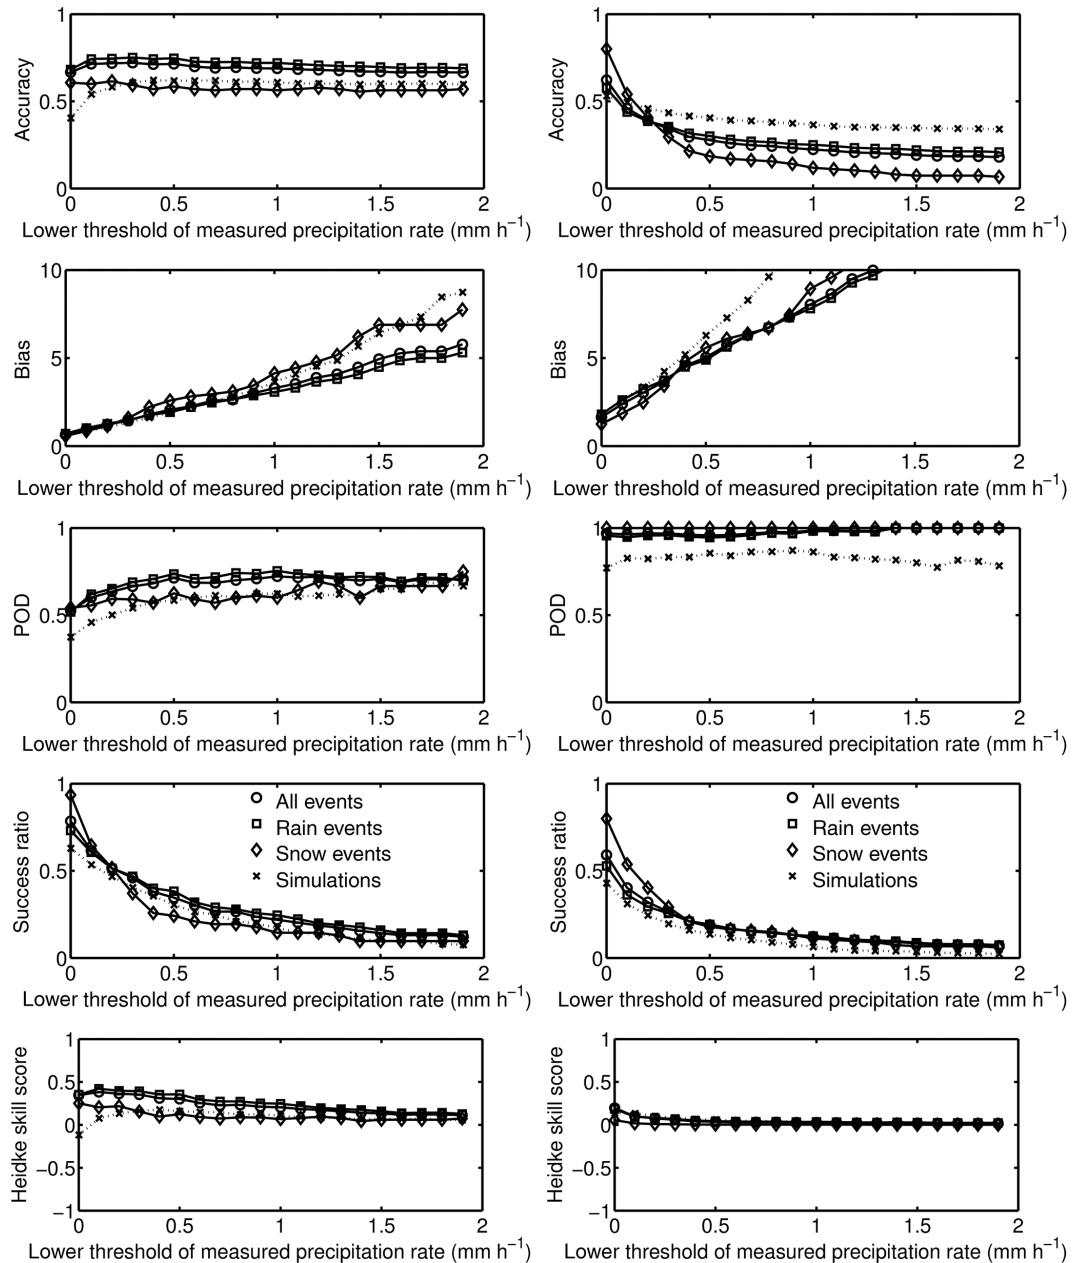 1
0.5
0
Accuracy
0 0.5 1 1.5 2
Lower threshold of measured precipitation rate (mm h−1)
1
0.5
0
Accuracy
0 0.5 1 1.5 2
Lower threshold of measured precipitation rate (mm h−1)
10
5
0
Bias
0 0.5 1 1.5 2
Lower threshold of measured precipitation rate (mm h−1)
10
5
0
Bias
0 0.5 1 1.5 2
Lower threshold of measured precipitation rate (mm h−1)
1
0.5
0
POD
0 0.5 1 1.5 2
Lower threshold of measured precipitation rate (mm h−1)
1
0.5
0
POD
0 0.5 1 1.5 2
Lower threshold of measured precipitation rate (mm h−1)
1
0.5
0
Success ratio
All events
Rain events
Snow events
Simulations
0 0.5 1 1.5 2
Lower threshold of measured precipitation rate (mm h−1)
1
0.5
0
Success ratio
All events
Rain events
Snow events
Simulations
0 0.5 1 1.5 2
Lower threshold of measured precipitation rate (mm h−1)
1
0.5
0
−0.5
−1
Heidke skill score
0 0.5 1 1.5 2
Lower threshold of measured precipitation rate (mm h−1)
1
0.5
0
−0.5
−1
Heidke skill score
0 0.5 1 1.5 2
Lower threshold of measured precipitation rate (mm h−1)